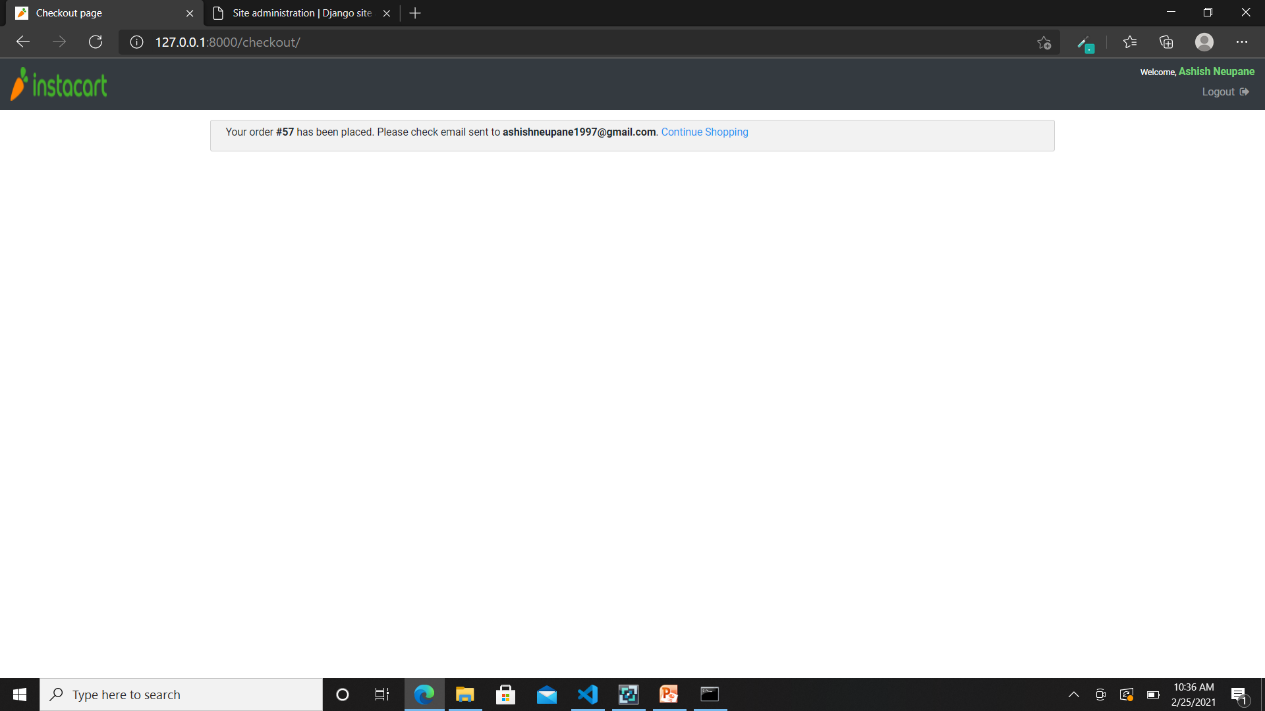 Checkout page
Site administration | Django site
127.0.0.1:8000/checkout/
instacart
Welcome, Ashish Neupane
Logout
Your order #57 has been placed. Please check email sent to ashishneupane1997@gmail.com. Continue Shopping
Type here to search
10:36 AM
2/25/2021
1